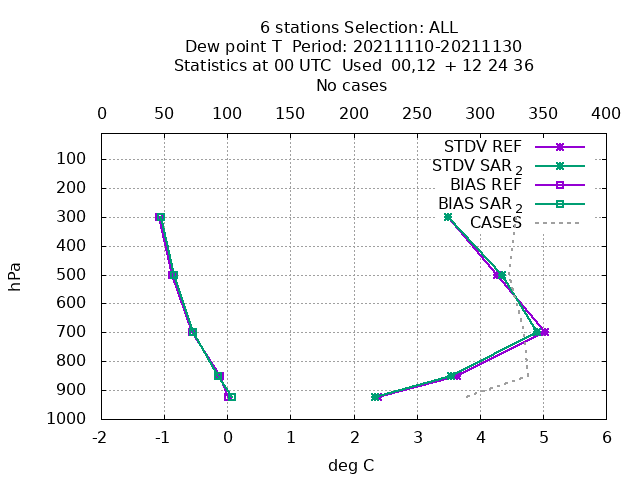 6 stations Selection: ALL
Dew point T  Period: 20211110-20211130
Statistics at 00 UTC  Used  00,12  + 12 24 36
No cases
0 50 100 150 200 250 300 350 400
STDV REF
STDV SAR2
BIAS REF
BIAS SAR2
CASES
hPa
100
200
300
400
500
600
700
800
900
1000
-2 -1 0 1 2 3 4 5 6
deg C